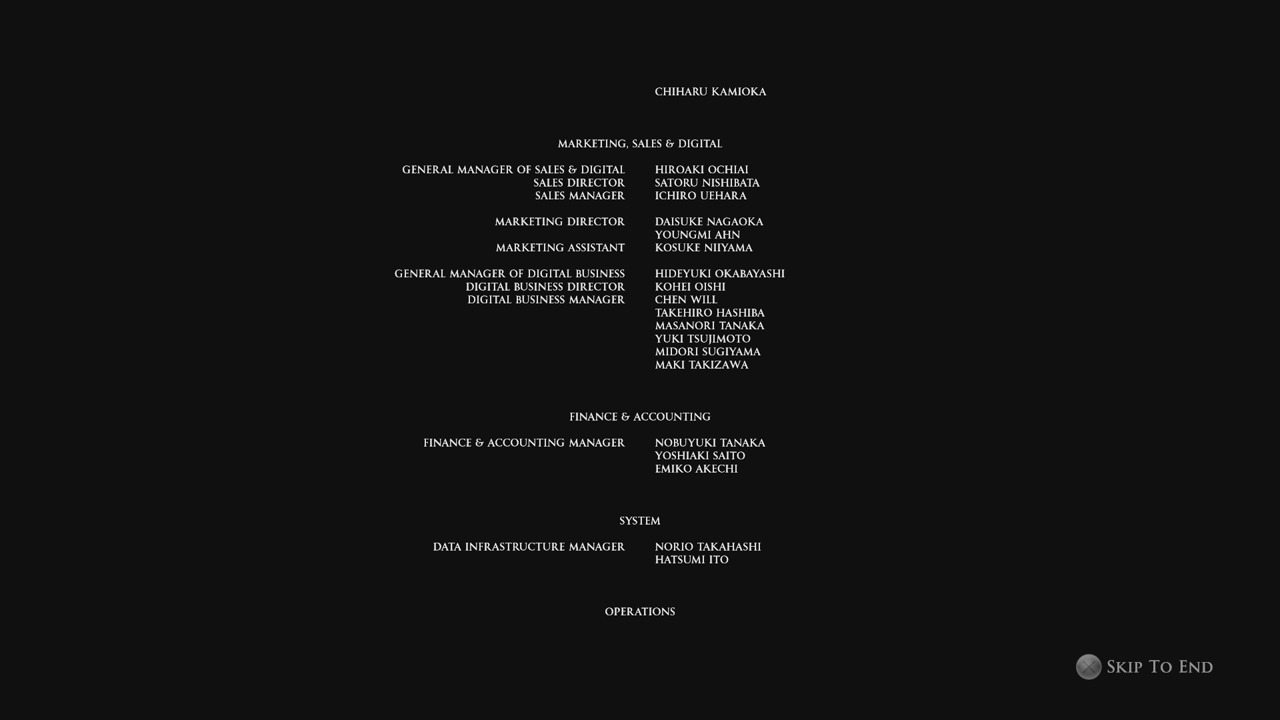 CHIHARU KAMIOKA
MARKETING, SALES & DIGITAL
GENERAL MANAGER OF SALES & DIGITAL HIROAKI OCHIAI
SALES DIRECTOR SATORU NISHIBATA
SALES MANAGER ICHIRO UEHARA
MARKETING DIRECTOR DAISUKE NAGAOKA
YOUNGMI AHN
MARKETING ASSISTANT KOSUKE NIIYAMA
GENERAL MANAGER OF DIGITAL BUSINESS HIDEYUKI OKABAYASHI
DIGITAL BUSINESS DIRECTOR KOHEI OISHI
DIGITAL BUSINESS MANAGER CHEN WILL
TAKEHIRO HASHIBA
MASANORI TANAKA
YUKI TSUJIMOTO
MIDORI SUGIYAMA
MAKI TAKIZAWA
FINANCE & ACCOUNTING
FINANCE & ACCOUNTING MANAGER NOBUYUKI TANAKA
YOSHIAKI SAITO
EMIKO AKECHI
SYSTEM
DATA INFRASTRUCTURE MANAGER NORIO TAKAHASHI
HATSUMI ITO
OPERATIONS
SKIP TO END